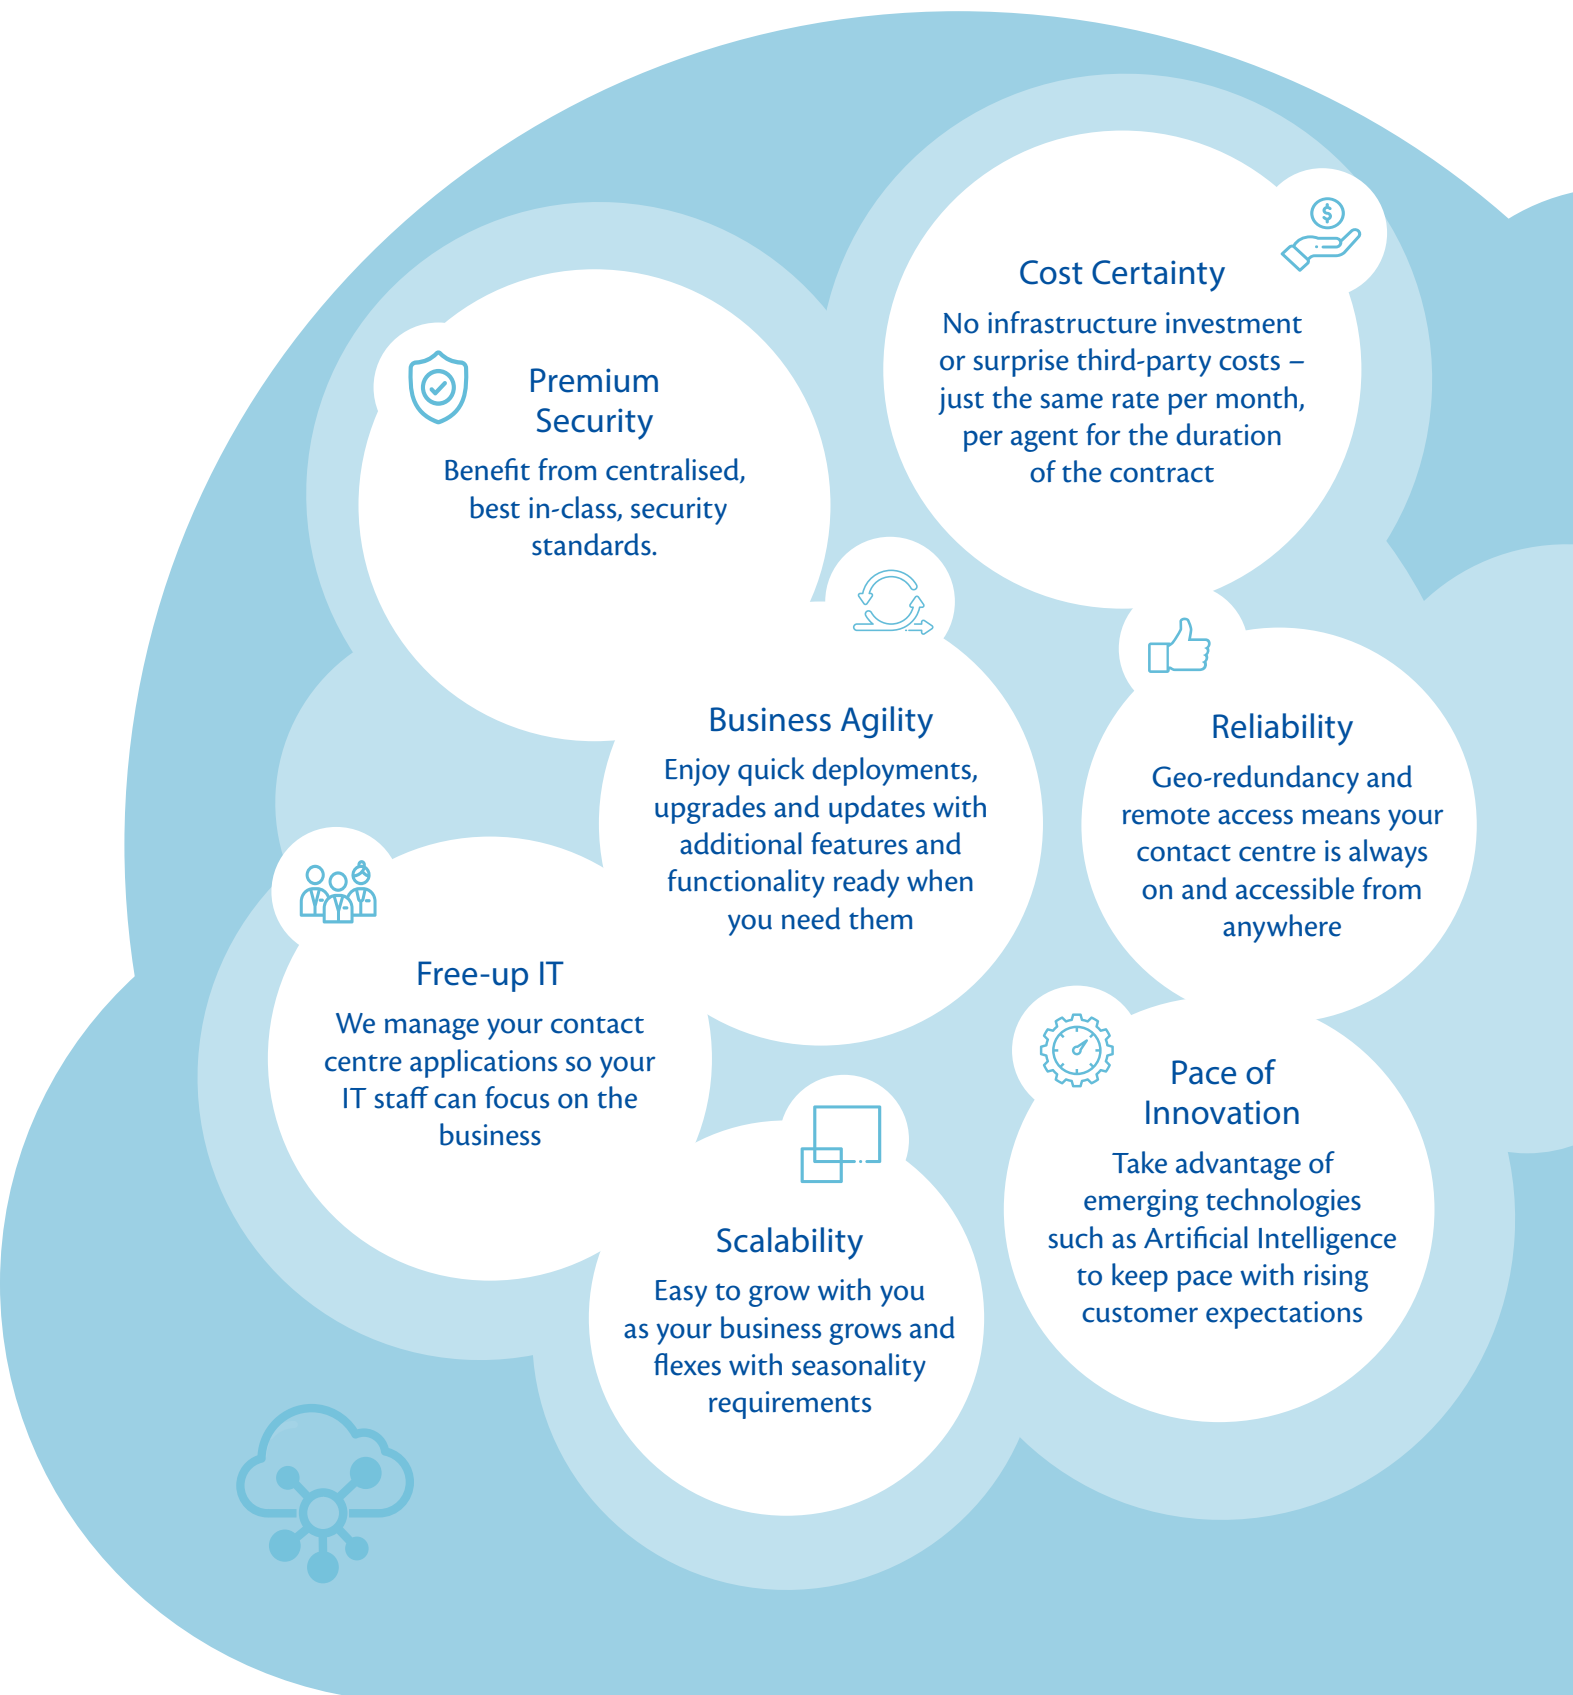 Cost Certainty
No infrastructure investment
or surprise third-party costs –
just the same rate per month,
per agent for the duration
of the contract
Premium
Security
Benefit from centralised,
best in-class, security
standards.
Business Agility
Enjoy quick deployments,
upgrades and updates with
additional features and
functionality ready when
you need them
Reliability
Geo-redundancy and
remote access means your
contact centre is always
on and accessible from
anywhere
Free-up IT
We manage your contact
centre applications so your
IT staff can focus on the
business
Pace of
Innovation
Take advantage of
emerging technologies
such as Artificial Intelligence
to keep pace with rising
customer expectations
Scalability
Easy to grow with you
as your business grows and
flexes with seasonality
requirements